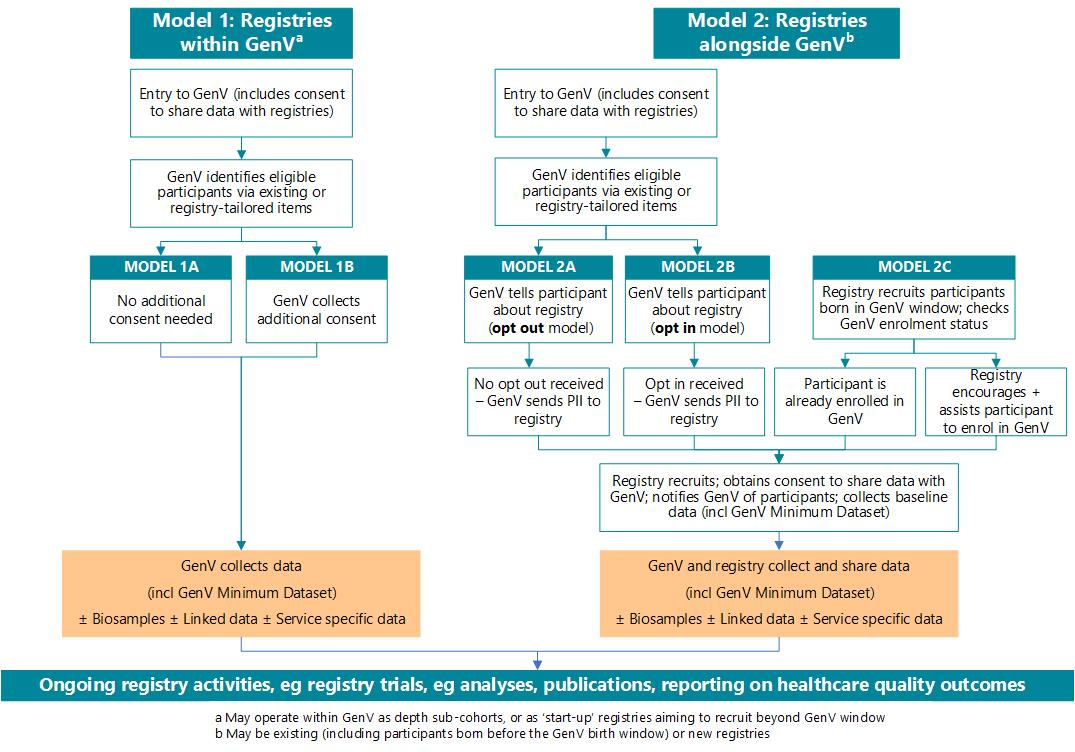 Model 1: Registries
within GenVa
Entry to GenV (includes consent
to share data with registries)
GenV identifies eligible
participants via existing or
registry-tailored items
MODEL 1A
No additional
consent needed
MODEL 1B
GenV collects
additional consent
GenV collects data
(incl GenV Minimum Dataset)
± Biosamples ± Linked data ± Service specific data
Model 2: Registries
alongside GenVb
Entry to GenV (includes consent
to share data with registries)
GenV identifies eligible
participants via existing or
registry-tailored items
MODEL 2A
GenV tells participant
about registry
(opt out model)
No opt out received
– GenV sends PII to
registry
MODEL 2B
GenV tells participant
about registry
(opt in model)
Opt in received
– GenV sends PII to
registry
MODEL 2C
Registry recruits participants
born in GenV window; checks
GenV enrolment status
Participant is
already enrolled in
GenV
Registry
encourages +
assists participant
to enrol in GenV
Registry recruits; obtains consent to share data with
GenV; notifies GenV of participants; collects baseline
data (incl GenV Minimum Dataset)
GenV and registry collect and share data
(incl GenV Minimum Dataset)
± Biosamples ± Linked data ± Service specific data
Ongoing registry activities, eg registry trials, eg analyses, publications, reporting on healthcare quality outcomes
a May operate within GenV as depth sub-cohorts, or as ‘start-up’ registries aiming to recruit beyond GenV window
b May be existing (including participants born before the GenV birth window) or new registries